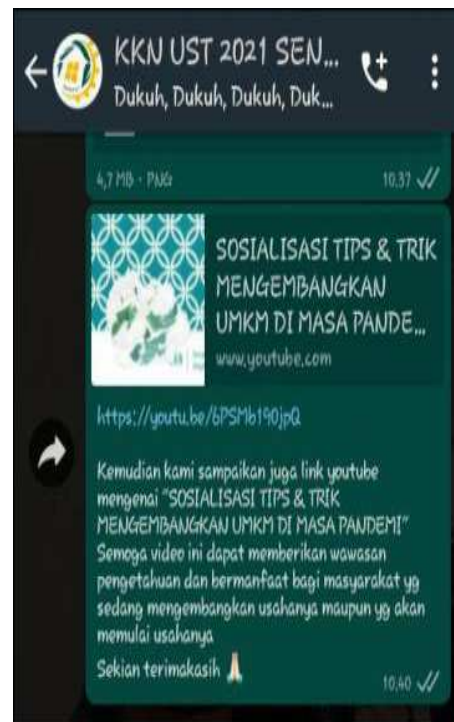 KKN UST 2021 SEN...
Dukuh, Dukuh, Dukuh, Duk...
4,7 MB • PNG 10.37
SOSIALISASI TIPS & TRIK
MENGEMBANGKAN
UMKM DI MASA PANDE...
www.youtube.com
https://youtu.be/6PSMb190jpQ
Kemudian kami sampaikan juga link youtube
mengenai "SOSIALISASI TIPS & TRIK
MENGEMBANGKAN UMKM DI MASA PANDEMI"
Semoga video ini dapat memberikan wawasan
pengetahuan dan bermanfaat bagi masyarakat yg
sedang mengembangkan usahanya maupun yg akan
memulai usahanya
Sekian terimakasih 🙏🏻
10.40